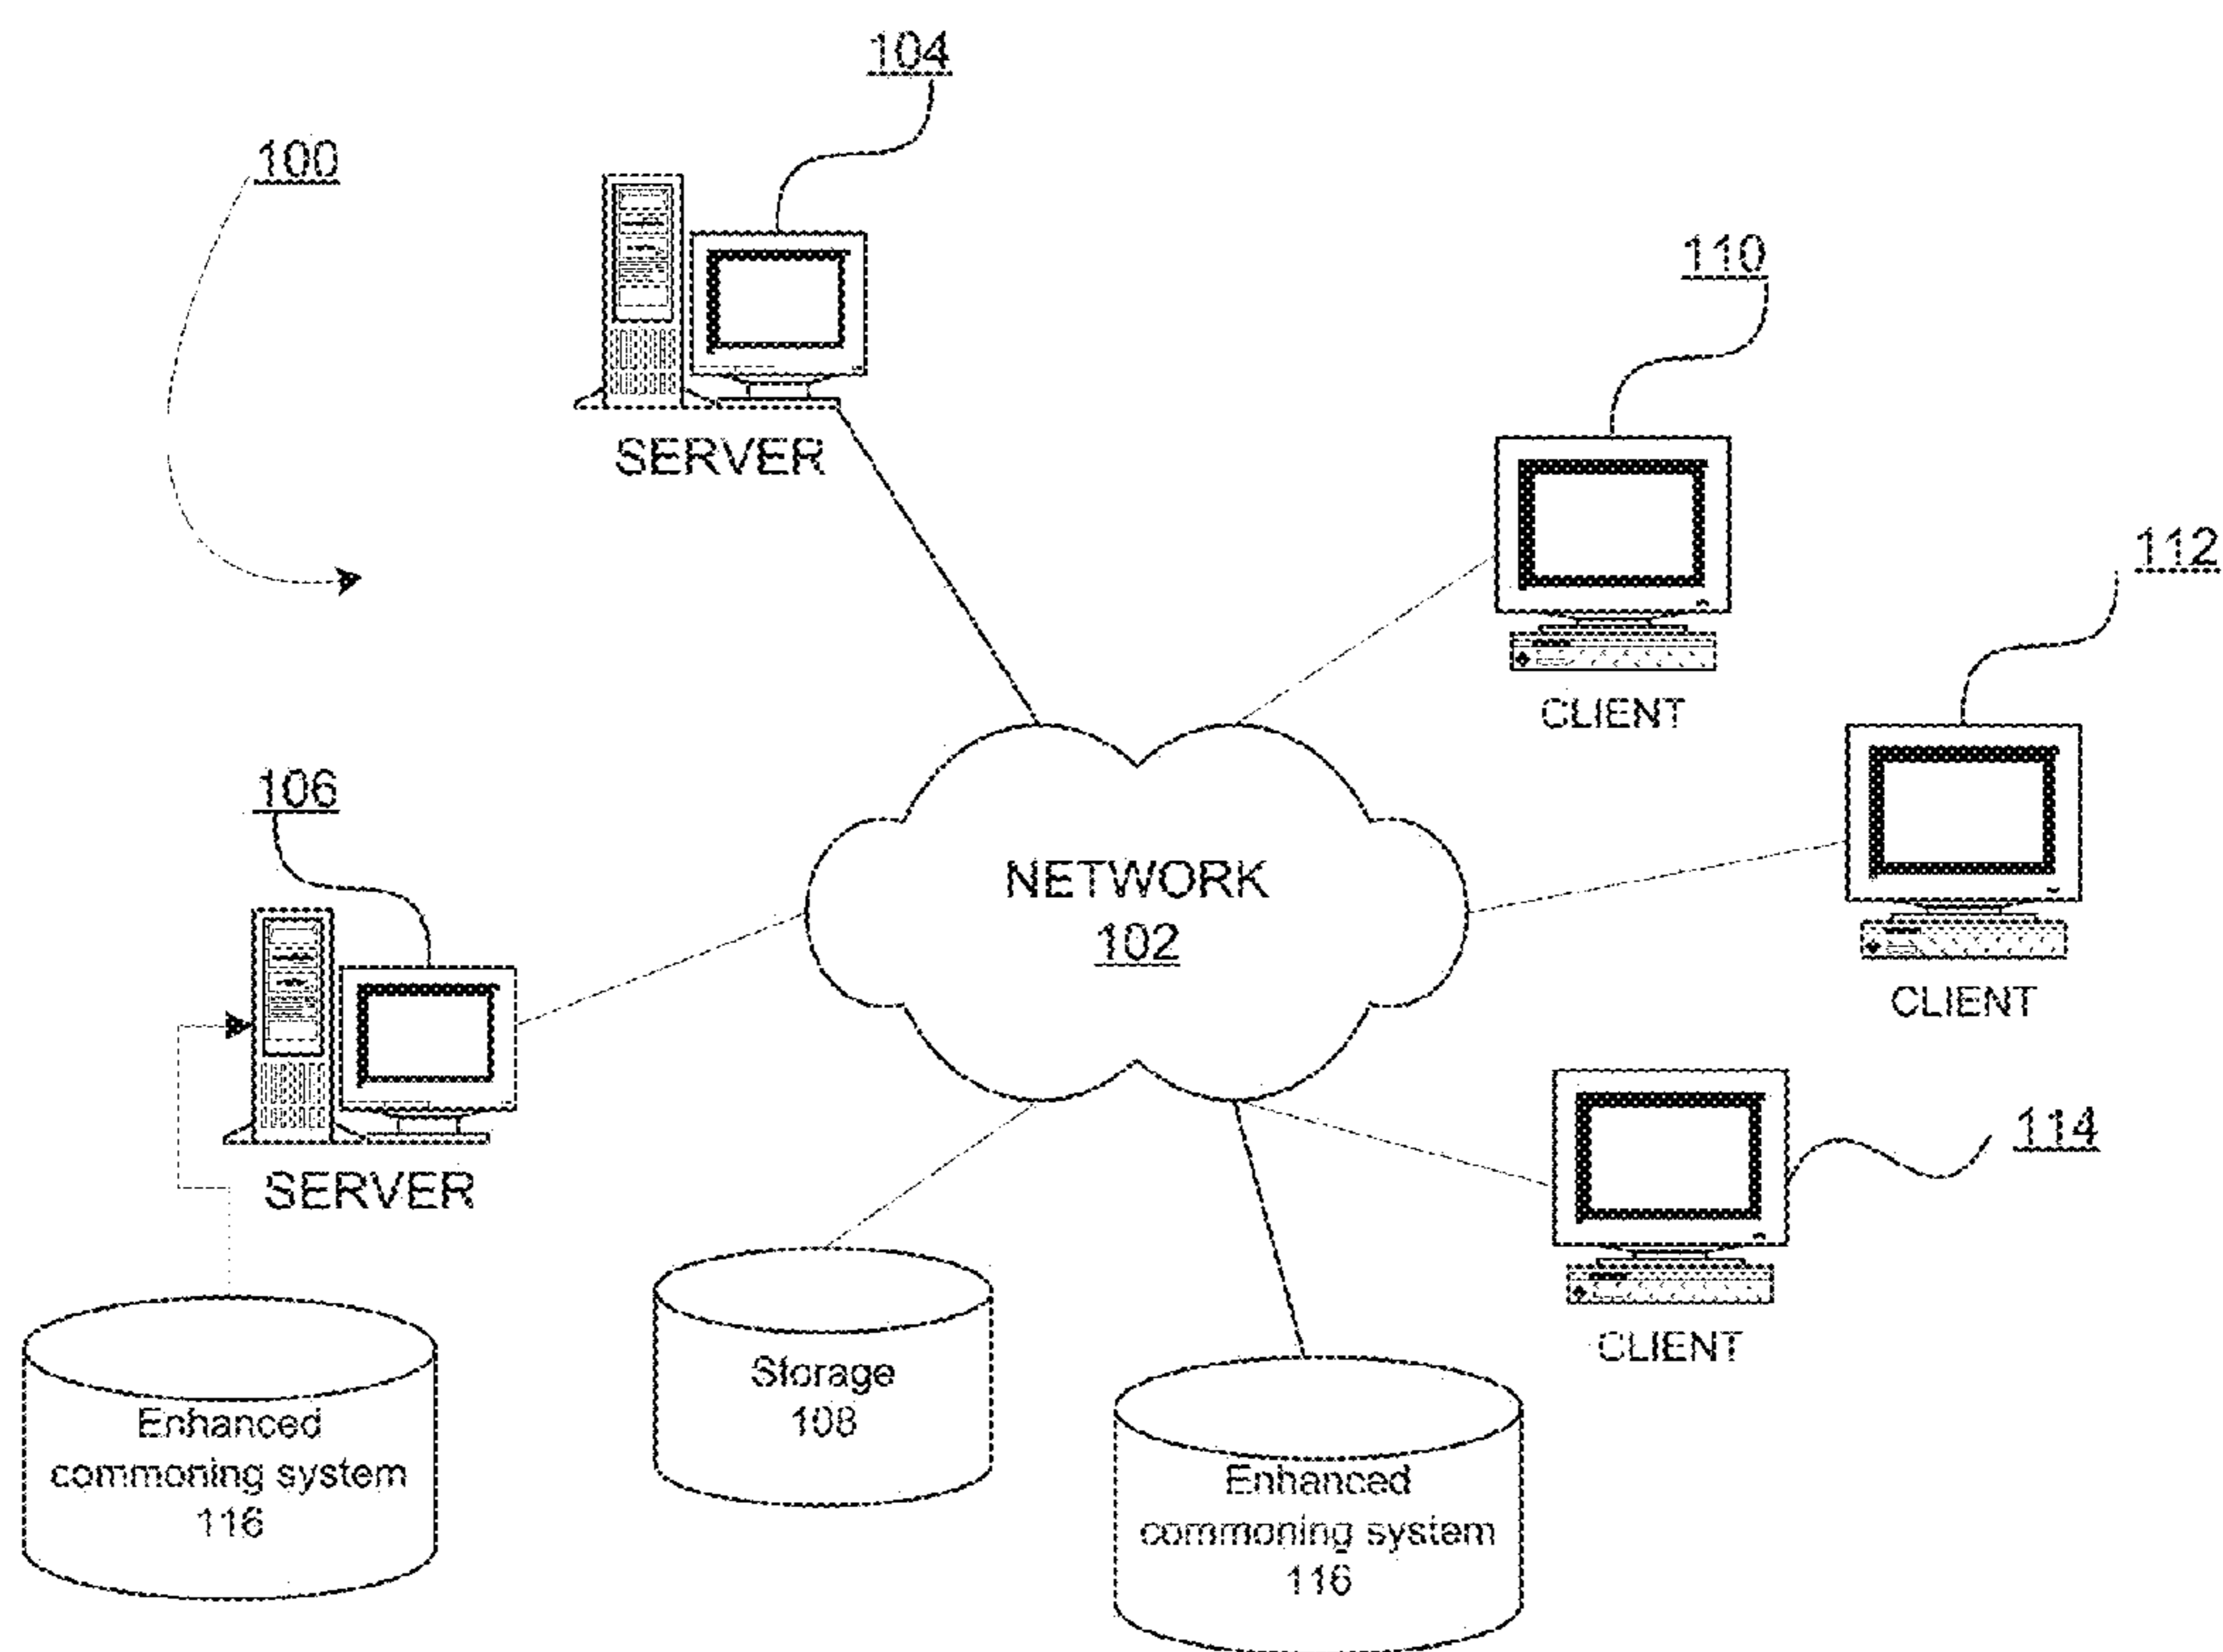 104
100
SERVER
110
CLIENT
112
CLIENT
106
SERVER
NETWORK
102
114
CLIENT
Storage
108
Enhanced
commoning system
116
Enhanced
commoning system
116